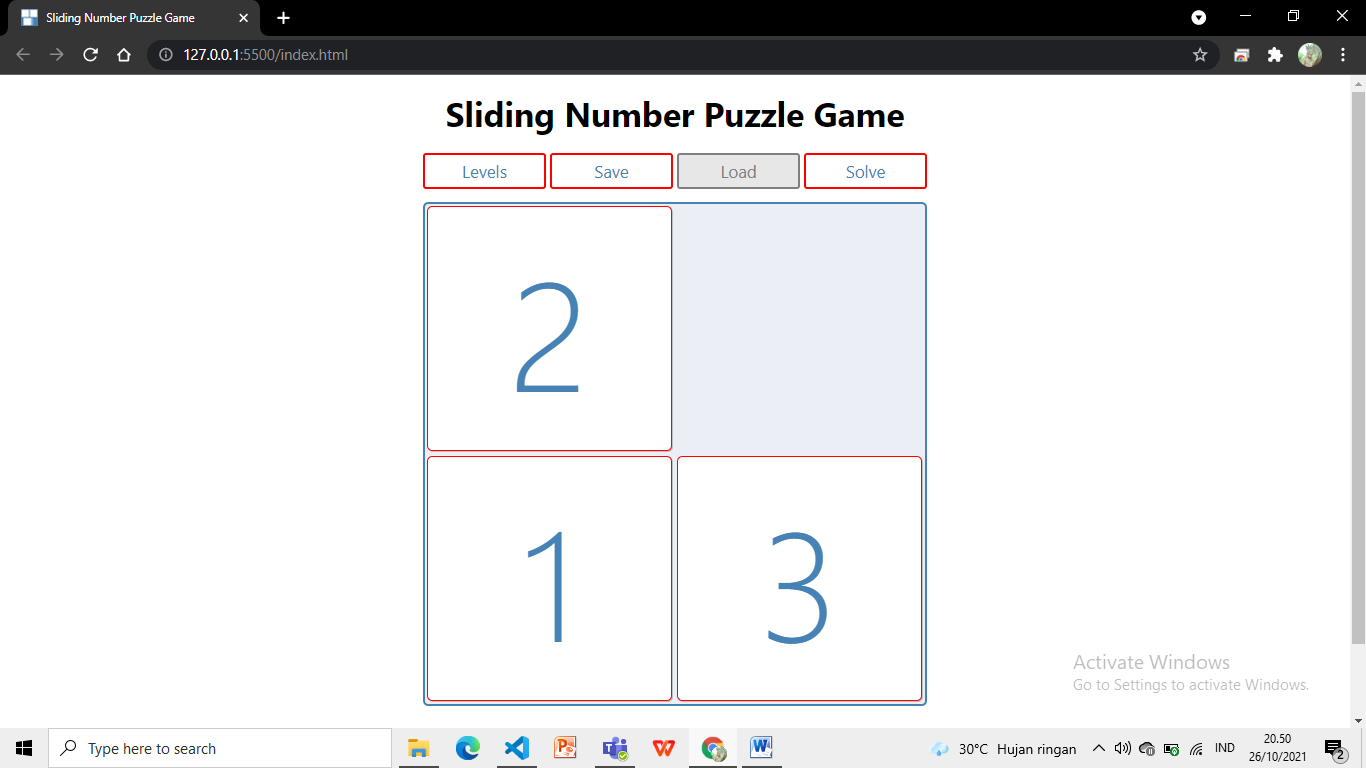 Sliding Number Puzzle Game
127.0.0.1:5500/index.html
Sliding Number Puzzle Game
Levels Save Load Solve
2
1 3
Activate Windows
Go to Settings to activate Windows.
Type here to search
30°C Hujan ringan
IND
20.50
26/10/2021
2